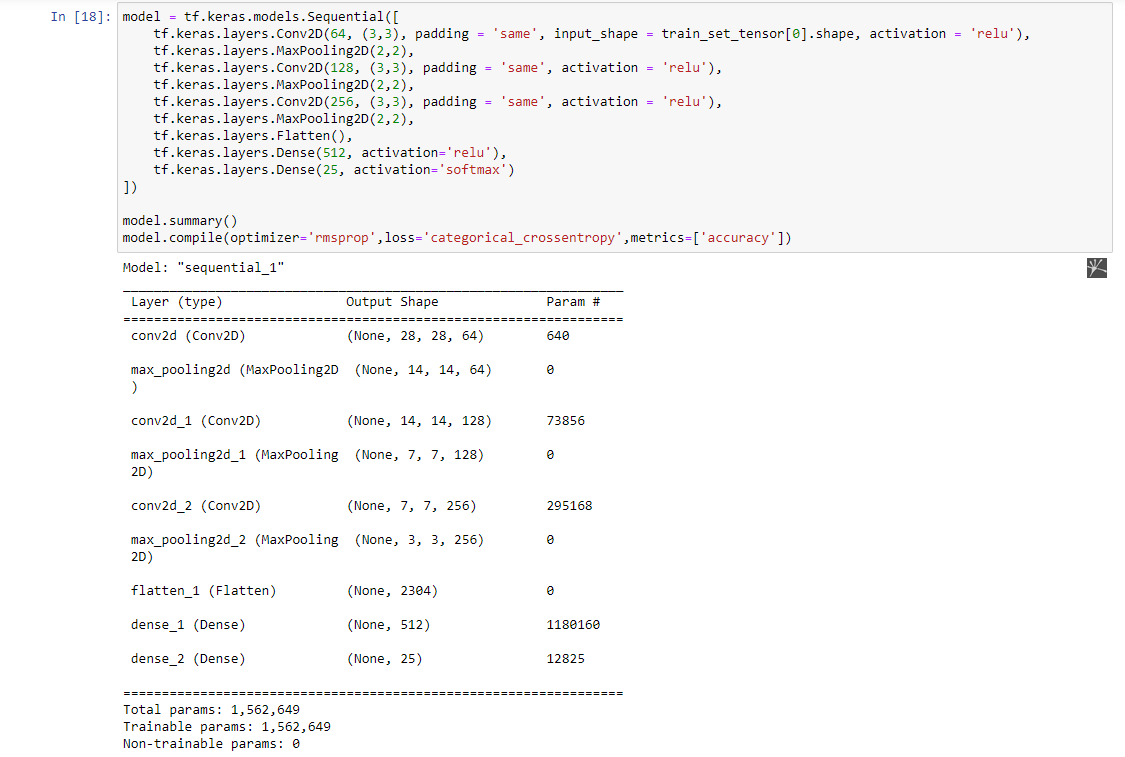 In [18]: model = tf.keras.models.Sequential([
    tf.keras.layers.Conv2D(64, (3,3), padding = 'same', input_shape = train_set_tensor[0].shape, activation = 'relu'),
    tf.keras.layers.MaxPooling2D(2,2),
    tf.keras.layers.Conv2D(128, (3,3), padding = 'same', activation = 'relu'),
    tf.keras.layers.MaxPooling2D(2,2),
    tf.keras.layers.Conv2D(256, (3,3), padding = 'same', activation = 'relu'),
    tf.keras.layers.MaxPooling2D(2,2),
    tf.keras.layers.Flatten(),
    tf.keras.layers.Dense(512, activation='relu'),
    tf.keras.layers.Dense(25, activation='softmax')
])
model.summary()
model.compile(optimizer='rmsprop',loss='categorical_crossentropy',metrics=['accuracy'])
Model: "sequential_1"
_________________________________________________________________
Layer (type) Output Shape Param #
=================================================================
conv2d (Conv2D) (None, 28, 28, 64) 640
max_pooling2d (MaxPooling2D (None, 14, 14, 64) 0
)
conv2d_1 (Conv2D) (None, 14, 14, 128) 73856
max_pooling2d_1 (MaxPooling (None, 7, 7, 128) 0
2D)
conv2d_2 (Conv2D) (None, 7, 7, 256) 295168
max_pooling2d_2 (MaxPooling (None, 3, 3, 256) 0
2D)
flatten_1 (Flatten) (None, 2304) 0
dense_1 (Dense) (None, 512) 1180160
dense_2 (Dense) (None, 25) 12825
=================================================================
Total params: 1,562,649
Trainable params: 1,562,649
Non-trainable params: 0